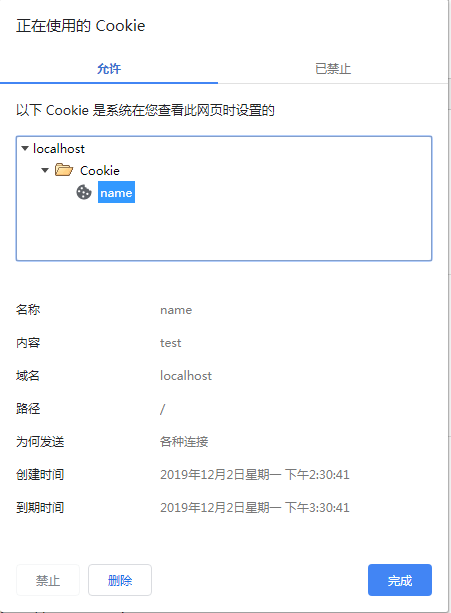 正在使用的 Cookie
允许 已禁止
以下 Cookie 是系统在您查看此网页时设置的
localhost
Cookie
name
名称 name
内容 test
域名 localhost
路径 /
为何发送 各种连接
创建时间 2019年12月2日星期一 下午2:30:41
到期时间 2019年12月2日星期一 下午3:30:41
禁止 删除 完成